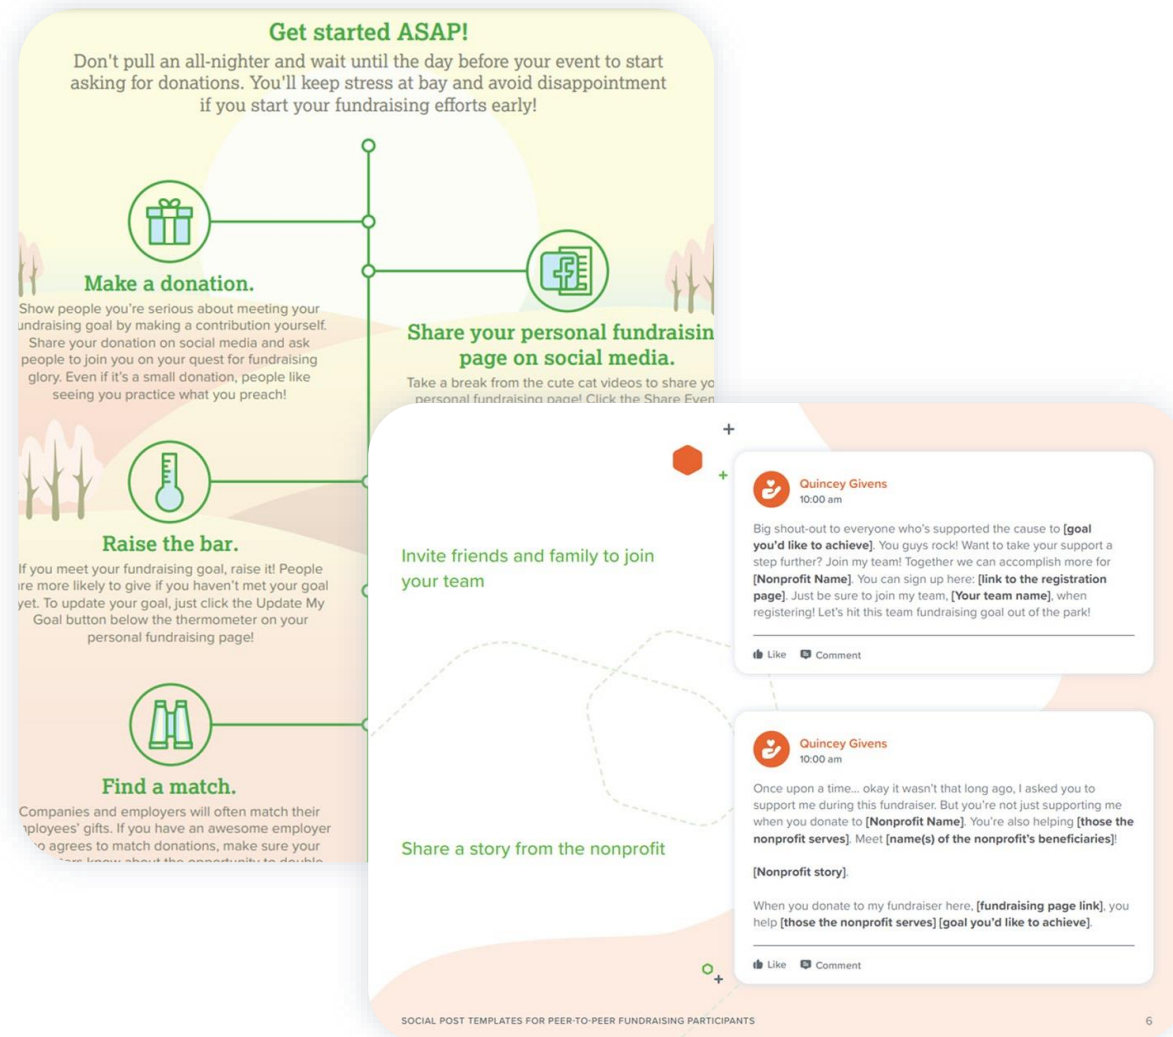 Get started ASAP!
Don't pull an all-nighter and wait until the day before your event to start
asking for donations. You'll keep stress at bay and avoid disappointment
if you start your fundraising efforts early!
Make a donation.
Show people you're serious about meeting your
undraising goal by making a contribution yourself.
Share your donation on social media and ask
people to join you on your quest for fundraising
glory. Even if it's a small donation, people like
seeing you practice what you preach!
Share your personal fundraisin
page on social media.
Take a break from the cute cat videos to share yo
personal fundraising page! Click the Share Even
Raise the bar.
If you meet your fundraising goal, raise it! People
re more likely to give if you haven't met your goal
yet. To update your goal, just click the Update My
Goal button below the thermometer on your
personal fundraising page!
Find a match.
Companies and employers will often match their
ployees' gifts. If you have an awesome employer
o agrees to match donations, make sure your
know about the opportunity to double
Invite friends and family to join
your team
Quincey Givens
10:00 am
Big shout-out to everyone who's supported the cause to [goal
you'd like to achieve]. You guys rock! Want to take your support a
step further? Join my team! Together we can accomplish more for
[Nonprofit Name]. You can sign up here: [link to the registration
page]. Just be sure to join my team, [Your team name], when
registering! Let's hit this team fundraising goal out of the park!
Like Comment
Share a story from the nonprofit
Quincey Givens
10:00 am
Once upon a time... okay it wasn't that long ago, I asked you to
support me during this fundraiser. But you're not just supporting me
when you donate to [Nonprofit Name]. You're also helping [those the
nonprofit serves]. Meet [name(s) of the nonprofit's beneficiaries]!
[Nonprofit story].
When you donate to my fundraiser here, [fundraising page link], you
help [those the nonprofit serves] [goal you'd like to achieve].
Like Comment
SOCIAL POST TEMPLATES FOR PEER-TO-PEER FUNDRAISING PARTICIPANTS
6